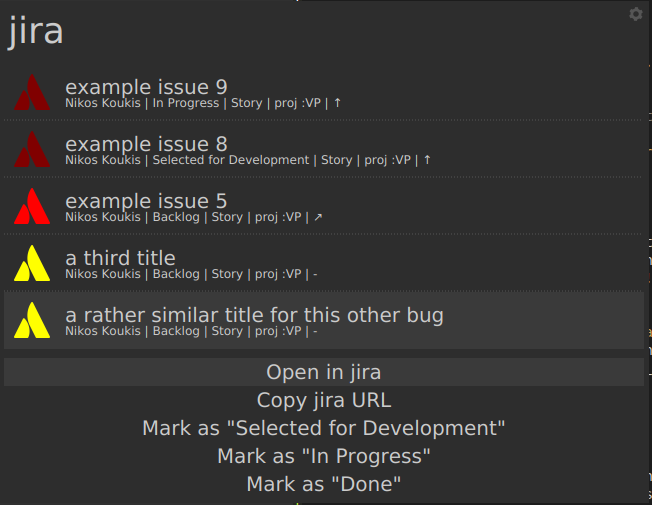 jira
example issue 9
Nikos Koukis | In Progress | Story | proj :VP | ↑
example issue 8
Nikos Koukis | Selected for Development | Story | proj :VP | ↑
example issue 5
Nikos Koukis | Backlog | Story | proj :VP | ↗
a third title
Nikos Koukis | Backlog | Story | proj :VP | -
a rather similar title for this other bug
Nikos Koukis | Backlog | Story | proj :VP | -
Open in jira
Copy jira URL
Mark as "Selected for Development"
Mark as "In Progress"
Mark as "Done"